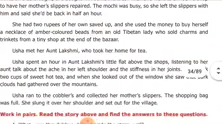 to have her mother's slippers repaired. The mochi was busy, so she left the slippers with
him and said she'd be back in half an hour.
She had two rupees of her own saved up, and she used the money to buy herself
a necklace of amber-coloured beads from an old Tibetan lady who sold charms and
trinkets from a tiny shop at the end of the bazaar.
Usha met her Aunt Lakshmi, who took her home for tea.
Usha spent an hour in Aunt Lakshmi's little flat above the shops, listening to her
aunt talk about the ache in her left shoulder and the stiffness in her joints.
two cups of sweet hot tea, and when she looked out of the window she saw
clouds had gathered over the mountains.
34/89
Usha ran to the cobbler's and collected her mother's slippers. The shopping bag
was full. She slung it over her shoulder and set out for the village.
Work in pairs. Read the story above and find the answers to these questions.